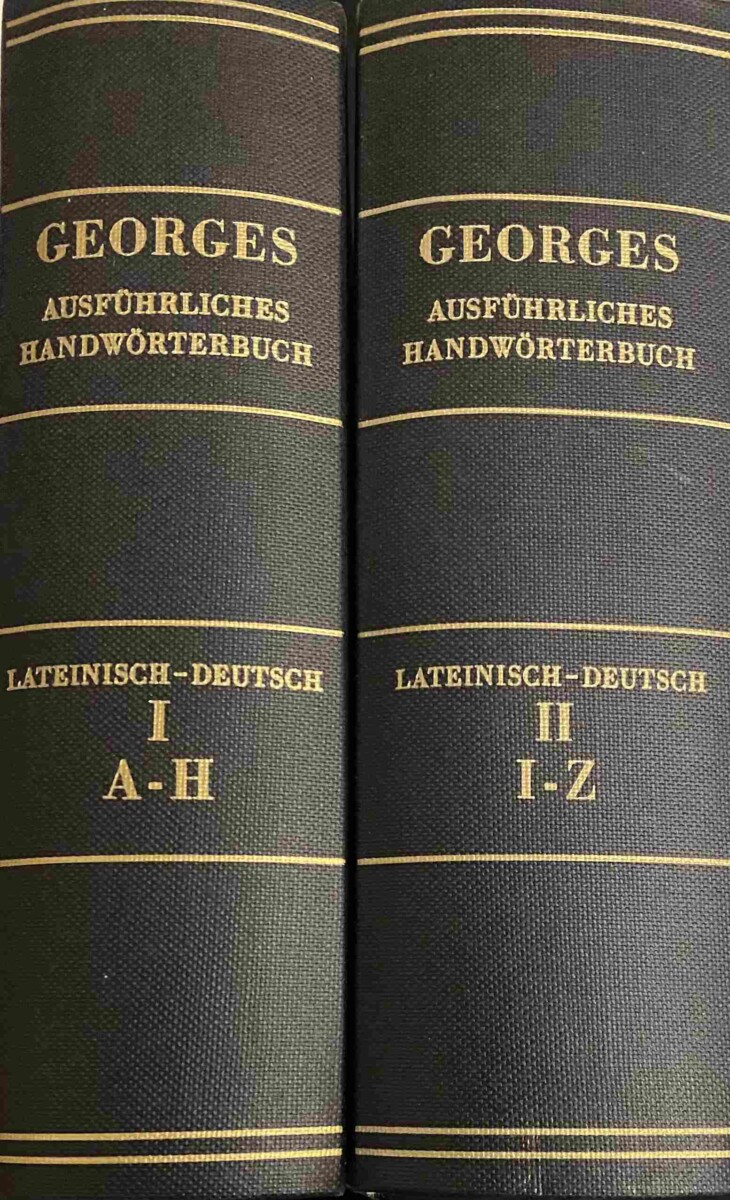 GEORGES
AUSFÜHRLICHES
HANDWÖRTERBUCH
LATEINISCH-DEUTSCH
I
A-H
GEORGES
AUSFÜHRLICHES
HANDWÖRTERBUCH
LATEINISCH-DEUTSCH
II
I-Z